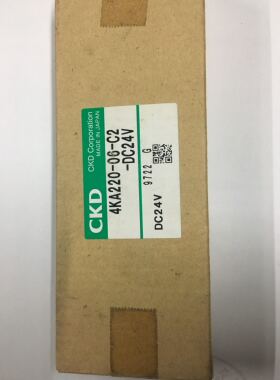 CKD Corporation
MADE IN JAPAN
CKD
4KA220-06-C2
-DC24V
9722 G
DC24V